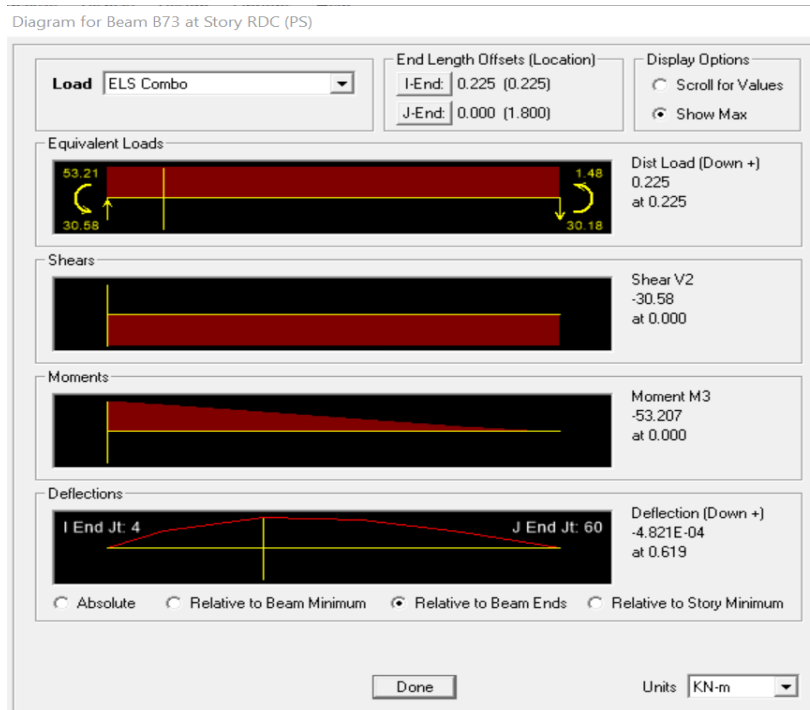 Diagram for Beam B73 at Story RDC (PS)
Load ELS Combo
End Length Offsets (Location)
I-End: 0.225 (0.225)
J-End: 0.000 (1.800)
Display Options
Scroll for Values
Show Max
Equivalent Loads
53.21
30.58
1.48
30.18
Dist Load (Down +)
0.225
at 0.225
Shears
Shear V2
-30.58
at 0.000
Moments
Moment M3
-53.207
at 0.000
Deflections
I End Jt: 4
J End Jt: 60
Deflection (Down +)
-4.821E-04
at 0.619
Absolute
Relative to Beam Minimum
Relative to Beam Ends
Relative to Story Minimum
Done
Units KN-m